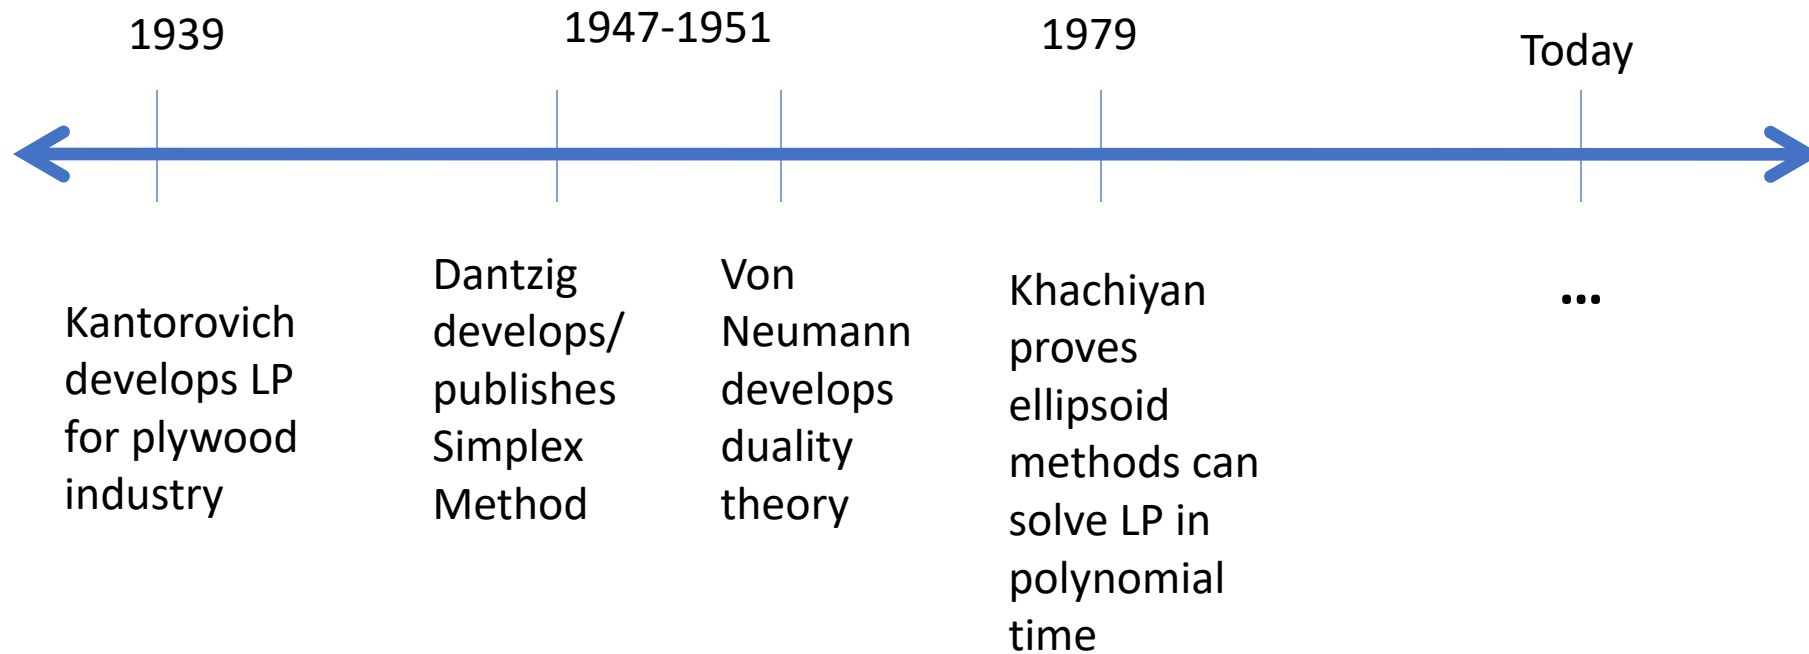 1939
1947-1951
1979
Today
Kantorovich
develops LP
for plywood
industry
Dantzig
develops/
publishes
Simplex
Method
Von
Neumann
develops
duality
theory
Khachiyan
proves
ellipsoid
methods can
solve LP in
polynomial
time
...